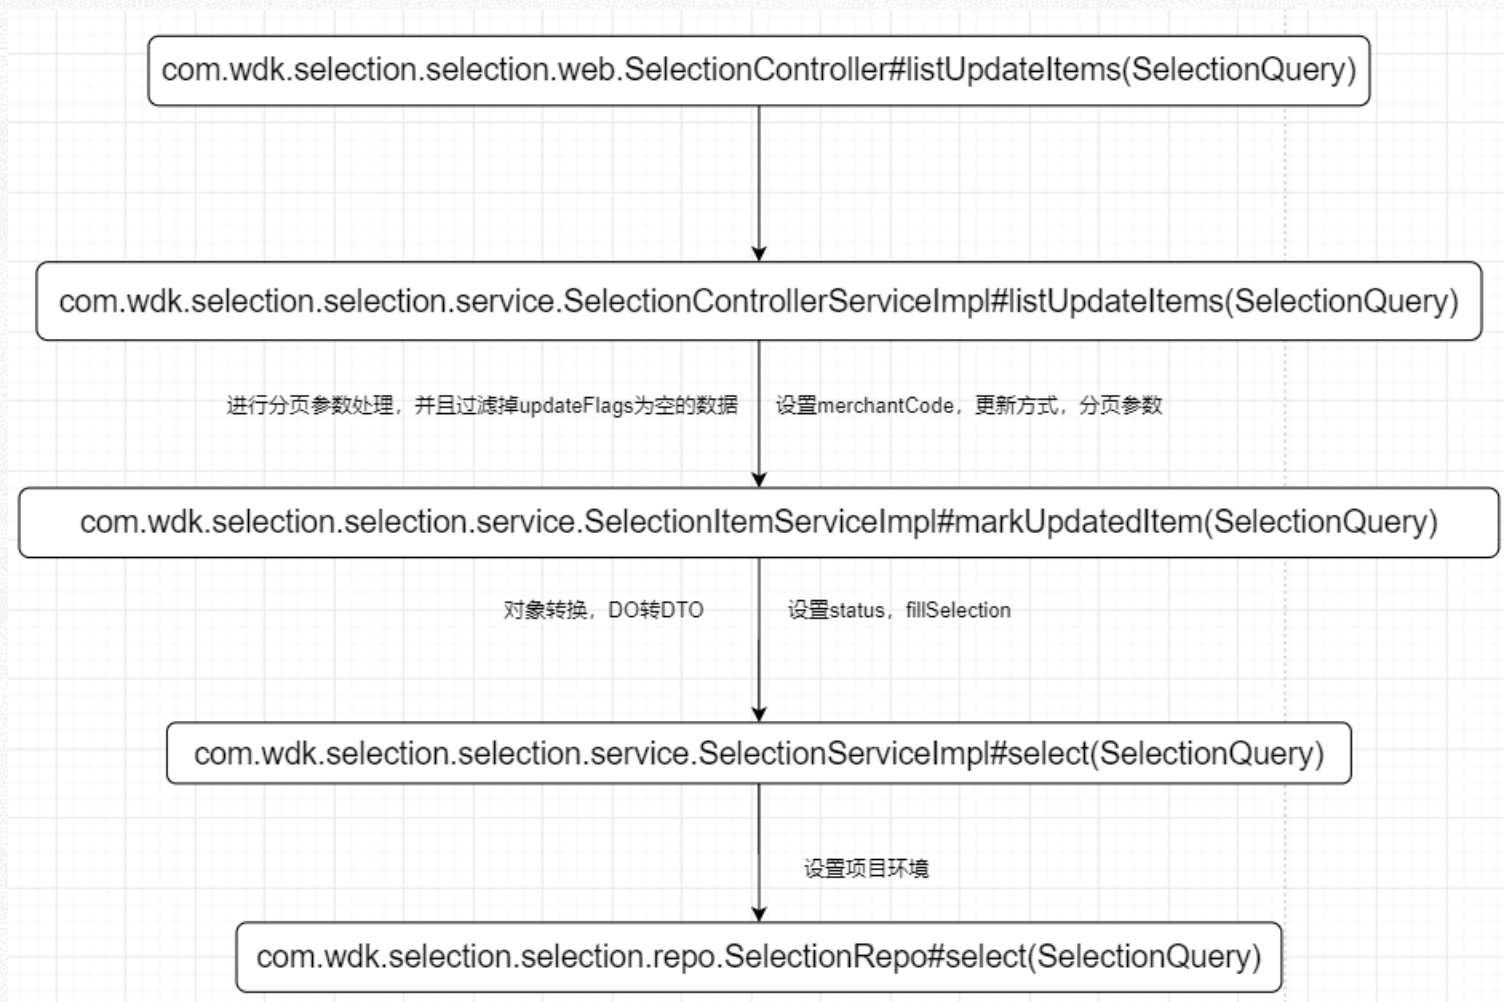 com.wdk.selection.selection.web.SelectionController#listUpdateItems(SelectionQuery)
com.wdk.selection.selection.service.SelectionControllerServiceImpl#listUpdateItems(SelectionQuery)
进行分页参数处理，并且过滤掉updateFlags为空的数据
设置merchantCode，更新方式，分页参数
com.wdk.selection.selection.service.SelectionItemServiceImpl#markUpdatedItem(SelectionQuery)
对象转换，DO转DTO
设置status，fillSelection
com.wdk.selection.selection.service.SelectionServiceImpl#select(SelectionQuery)
设置项目环境
com.wdk.selection.selection.repo.SelectionRepo#select(SelectionQuery)